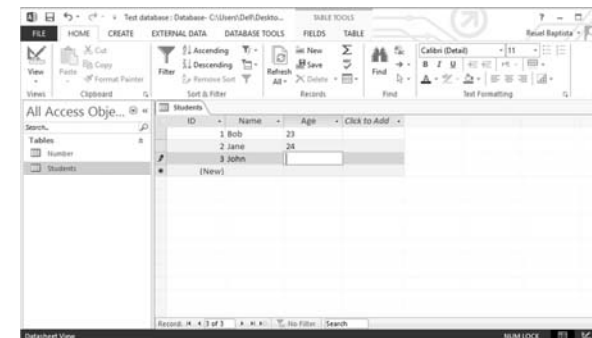 Test database : Database- C:\Users\Dell\Deskto...
TABLE TOOLS
FILE HOME CREATE EXTERNAL DATA DATABASE TOOLS FIELDS TABLE
Resel Baptista
View
Paste
Cut
Copy
Format Painter
Filter
Ascending
Descending
Remove Sort
Refresh
All
New
Save
Delete
Find
Calibri (Detail) 11
B I U
A
Views Clipboard Sort & Filter Records Find Text Formatting
All Access Obje...
Search...
Tables
Number
Students
Students
ID Name Age Click to Add
1 Bob 23
2 Jane 24
3 John
(New)
Record: 3 of 3 No Filter Search
Datasheet View NUM LOCK